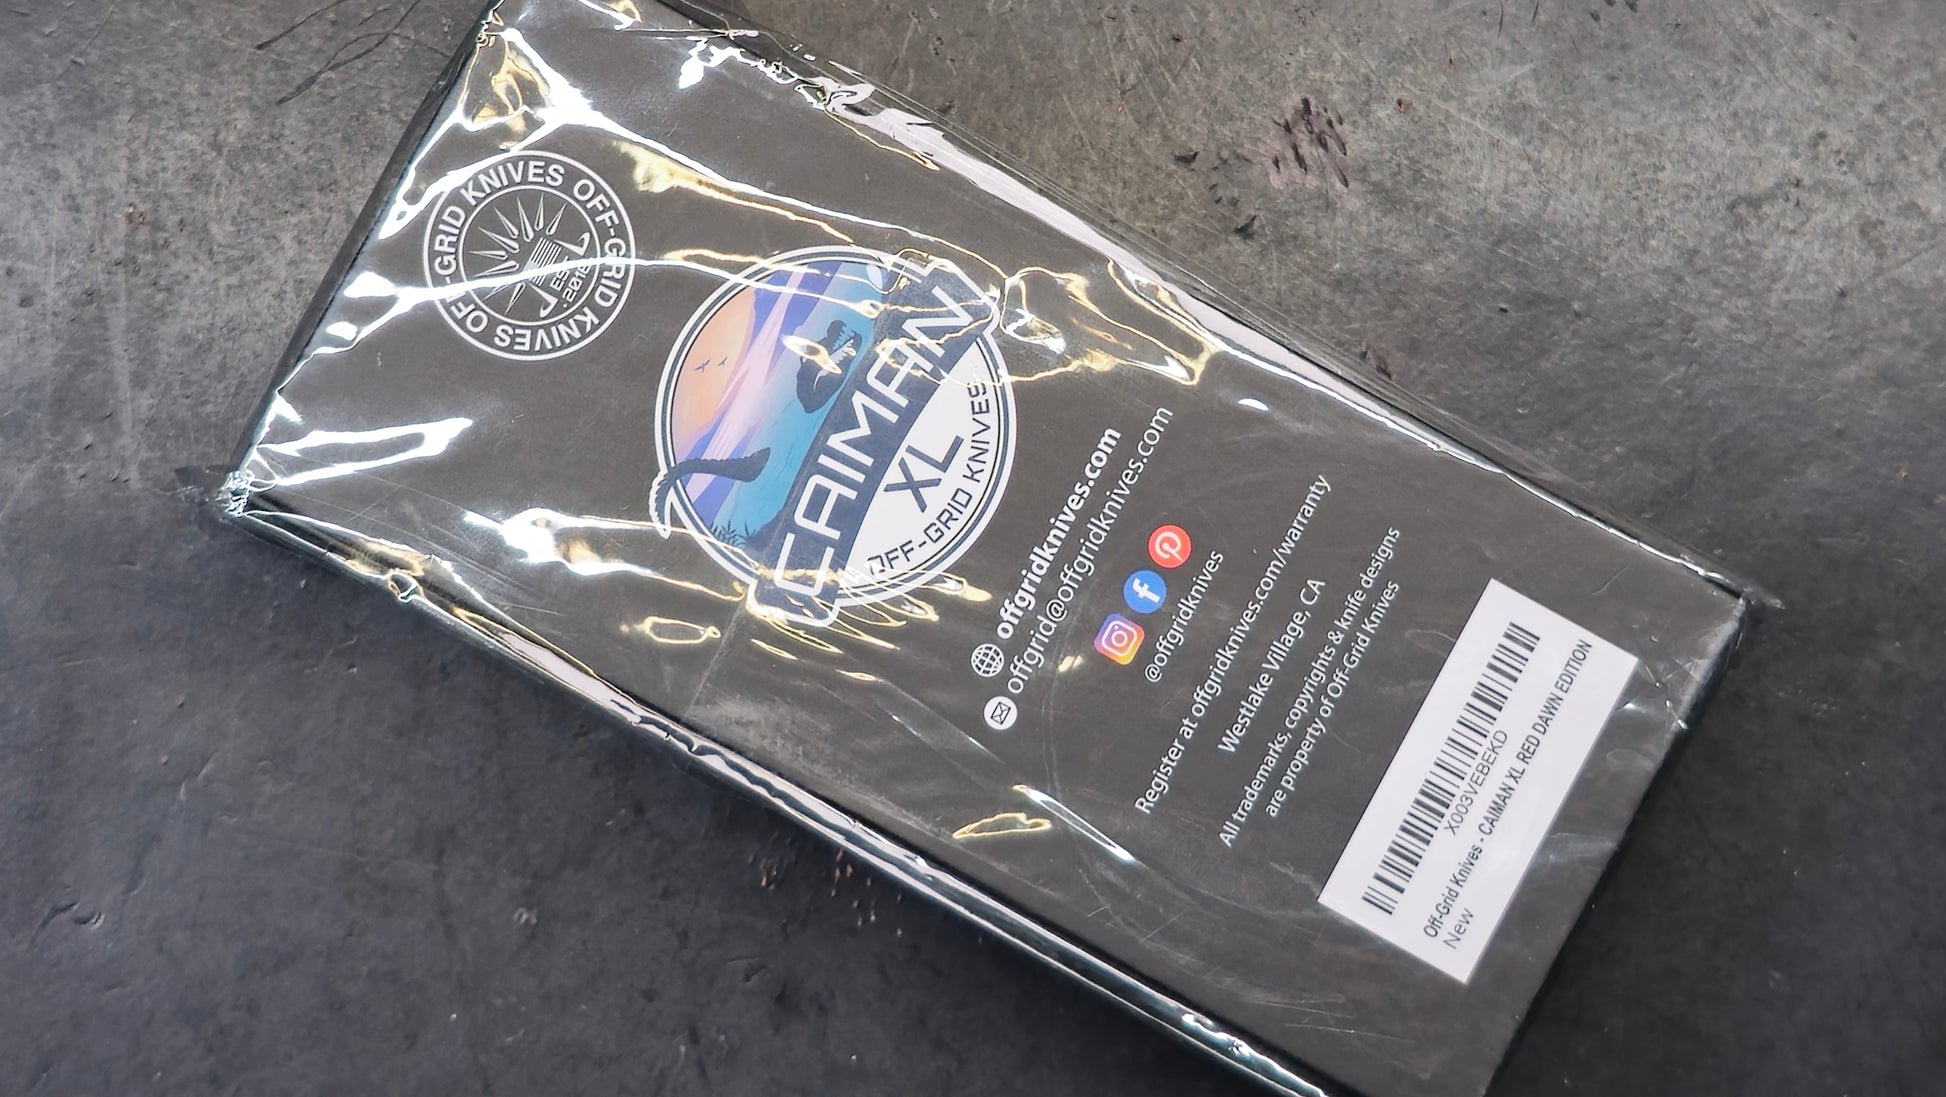 OFF-GRID KNIVES OFF-GRID KNIVES
EST.
2016
CAIMAN
XL
OFF-GRID KNIVES
offgridknives.com
Offgrid@offgridknives.com
@offgridknives
Register at offgridknives.com/warranty
Westlake Village, CA
All trademarks, copyrights & knife designs
are property of Off-Grid Knives
X003VEBEKD
Off-Grid Knives - CAIMAN XL RED DAWN EDITION
New